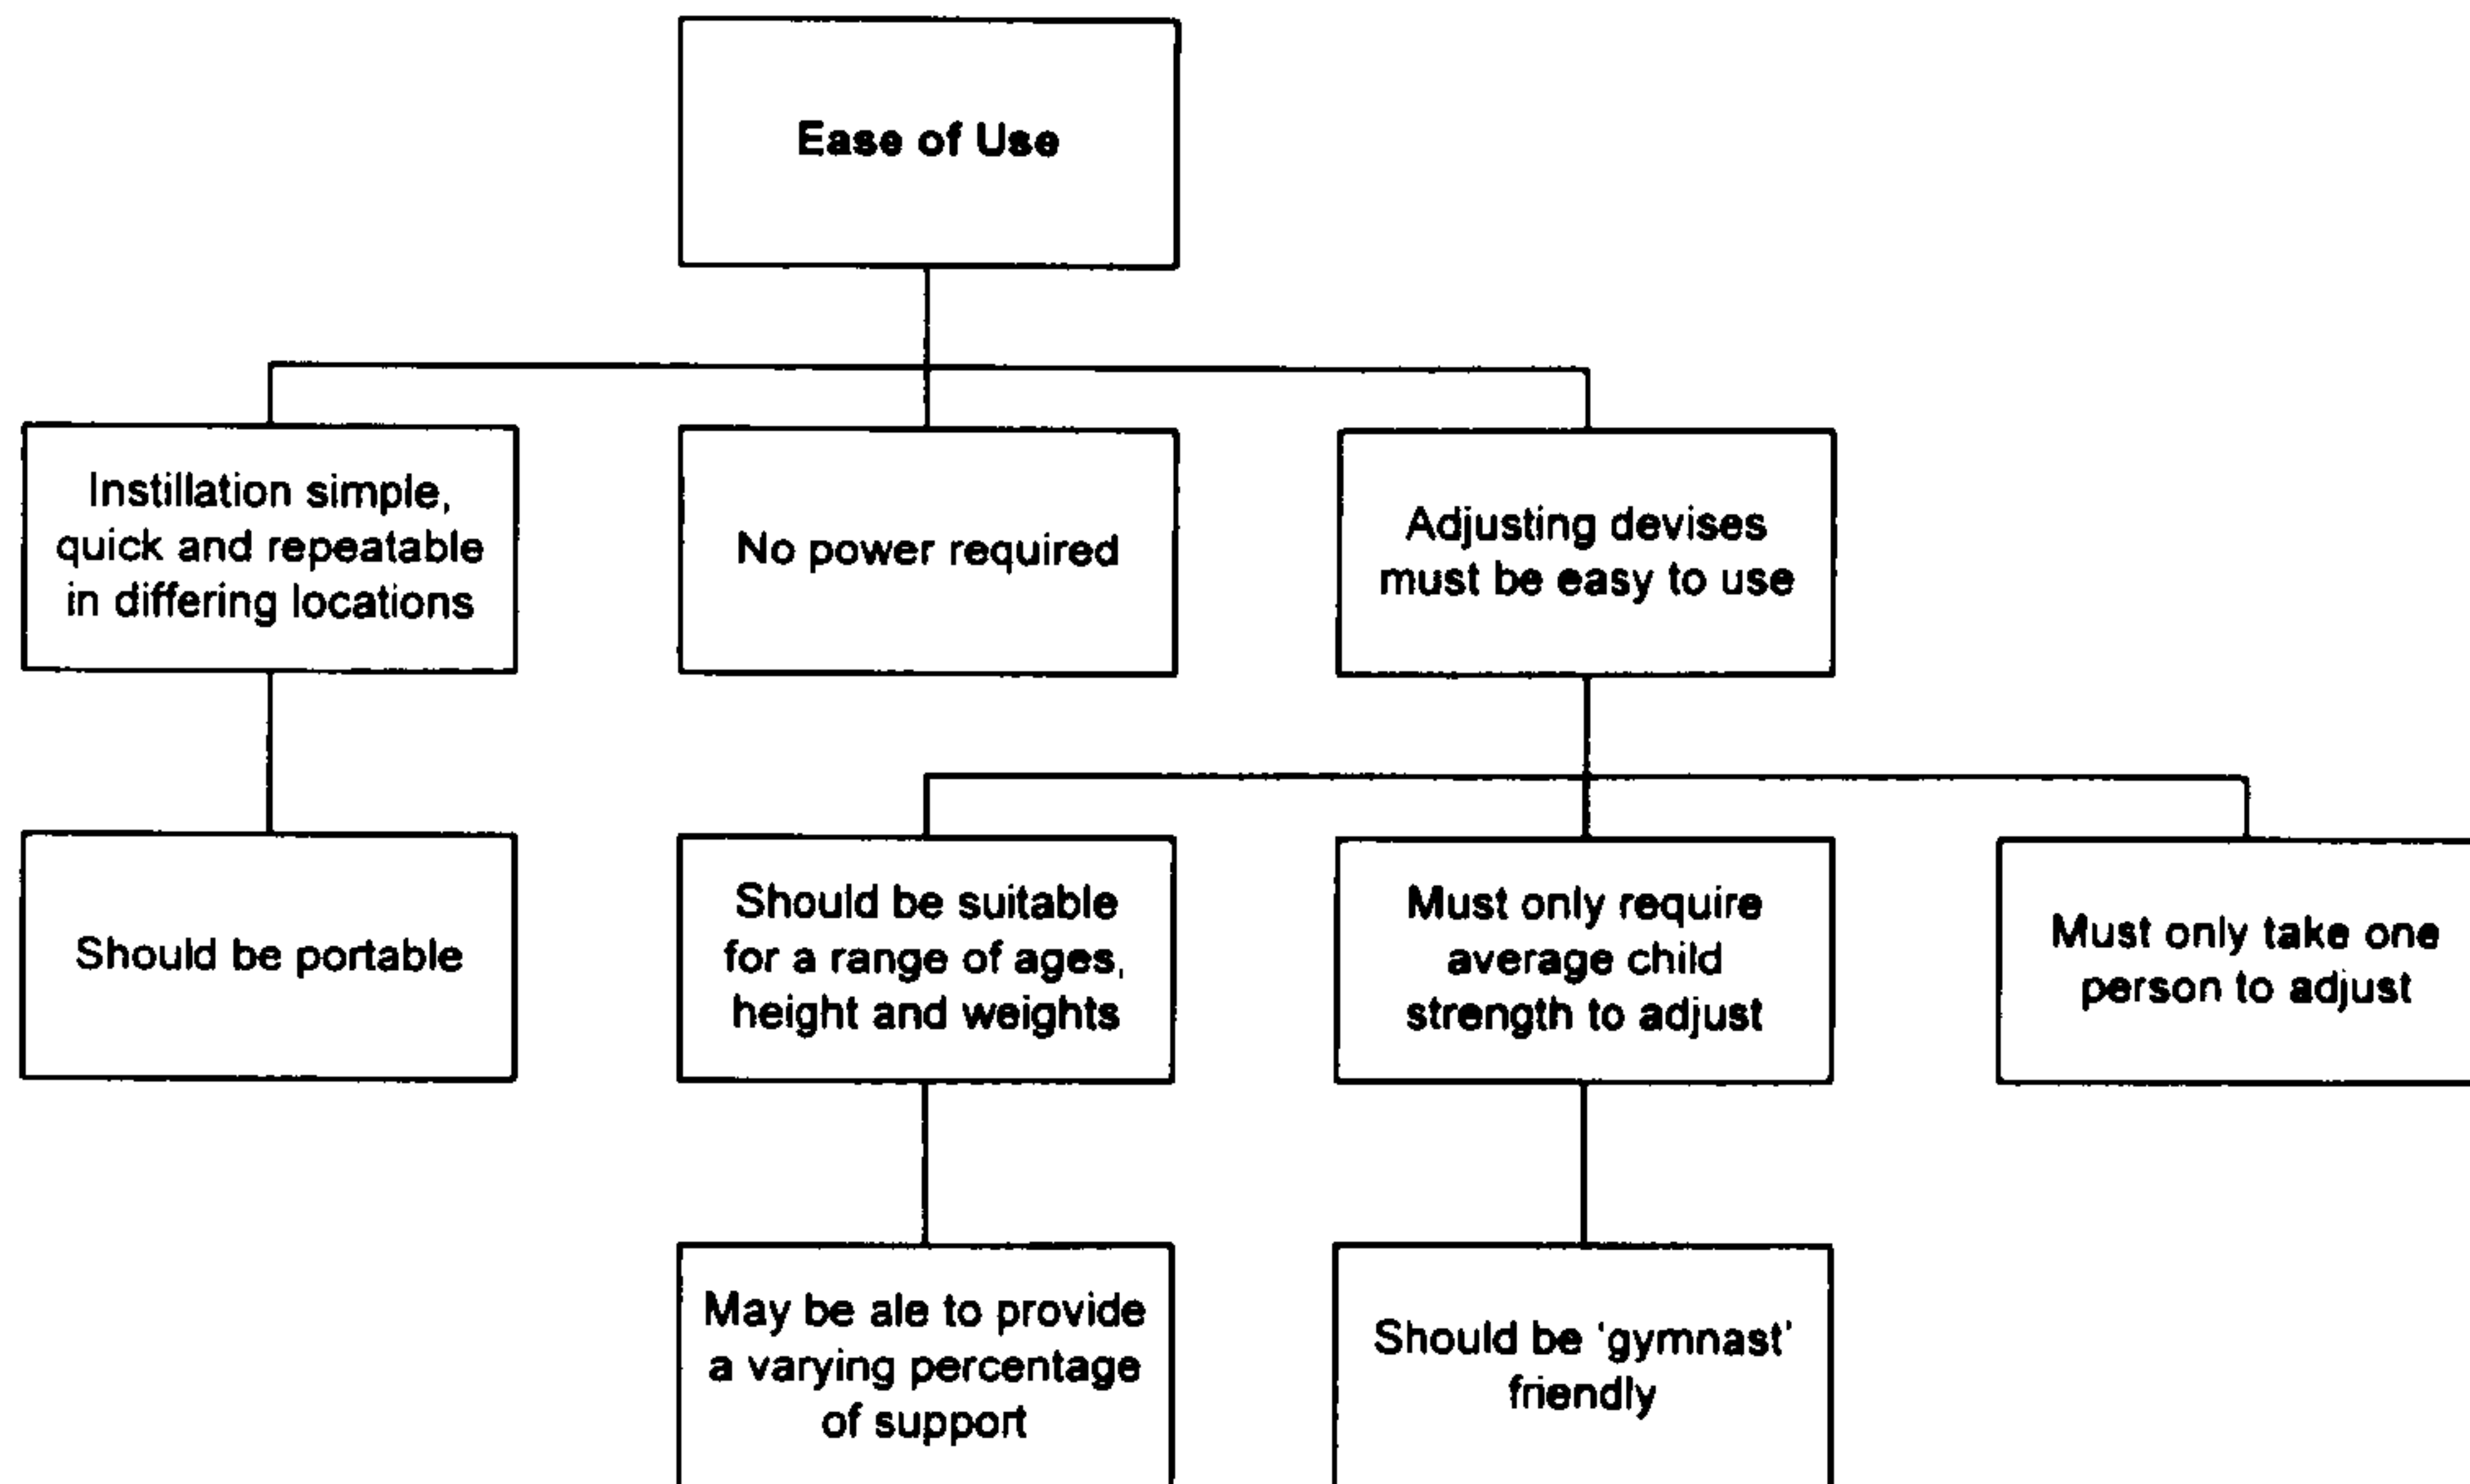 Ease of Use
Instillation simple,
quick and repeatable
in differing locations
No power required
Adjusting devises
must be easy to use
Should be portable
Should be suitable
for a range of ages,
height and weights
Must only require
average child
strength to adjust
Must only take one
person to adjust
May be ale to provide
a varying percentage
of support
Should be 'gymnast'
friendly